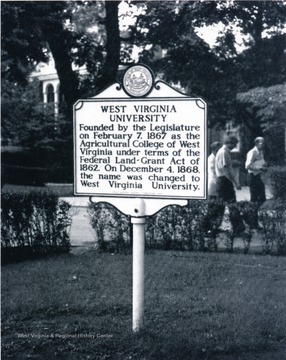 WEST VIRGINIA
UNIVERSITY
Founded by the Legislature
on February 7, 1867 as the
Agricultural College of West
Virginia under terms of the
Federal Land-Grant Act of
1862. On December 4, 1868,
the name was changed to
West Virginia University.
West Virginia & Regional History Center